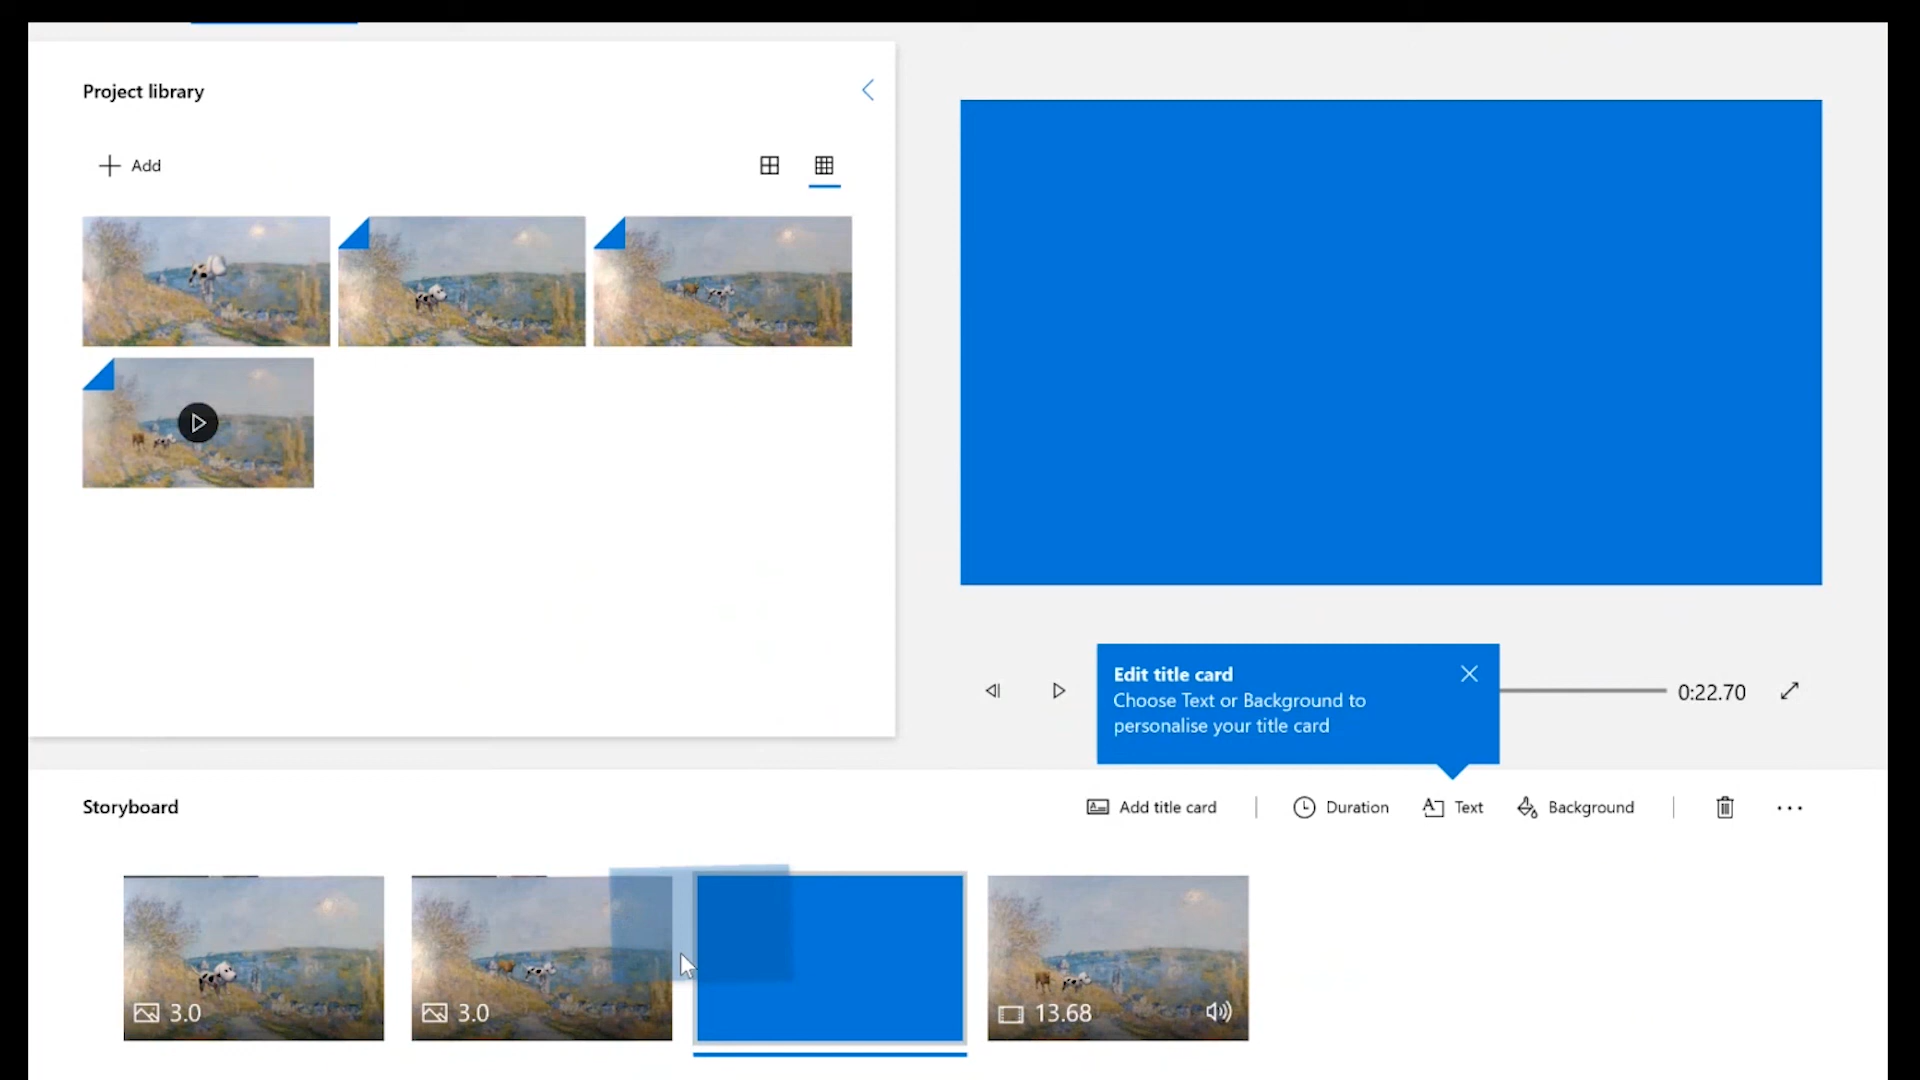 Project library
Add
0:22.70
Edit title card
Choose Text or Background to
personalise your title card
Storyboard
Add title card
Duration
Text
Background
3.0
3.0
13.68